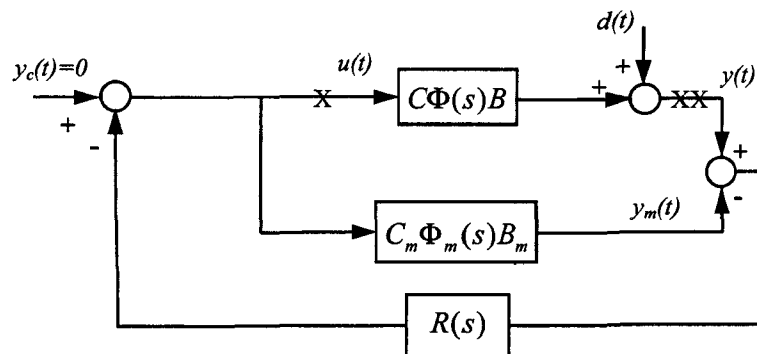 d(t)
y_c(t)=0
u(t)
y(t)
+
-
X
CΦ(s)B
+
+
XX
+
-
y_m(t)
C_mΦ_m(s)B_m
R(s)